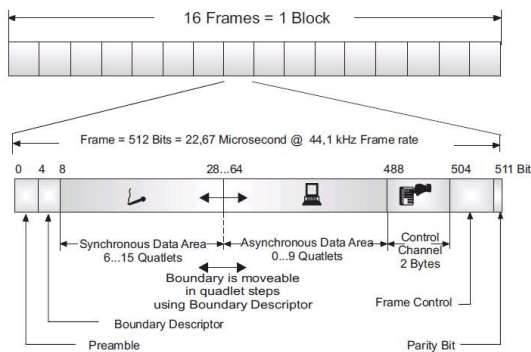 16 Frames = 1 Block
Frame = 512 Bits = 22,67 Microsecond @ 44,1 kHz Frame rate
0 4 8 28...64 488 504 511 Bit
Synchronous Data Area
6...15 Quatlets
Asynchronous Data Area
0...9 Quatlets
Control
Channel
2 Bytes
Boundary is moveable
in quadlet steps
using Boundary Descriptor
Frame Control
Boundary Descriptor
Preamble
Parity Bit